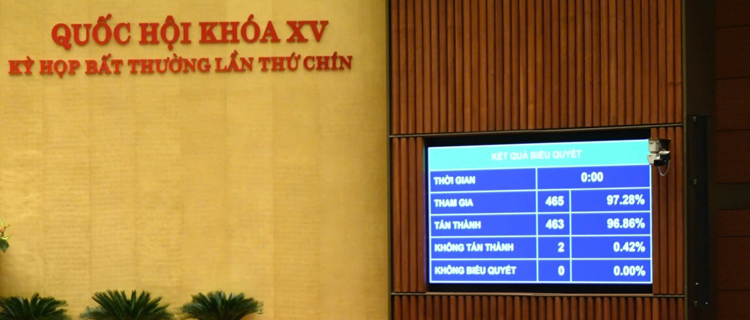 QUỐC HỘI KHÓA XV
KỲ HỌP BẤT THƯỜNG LẦN THỨ CHÍN
KẾT QUẢ BIỂU QUYẾT
THỜI GIAN 0:00
THAM GIA 465 97.28%
TÁN THÀNH 463 96.86%
KHÔNG TÁN THÀNH 2 0.42%
KHÔNG BIỂU QUYẾT 0 0.00%